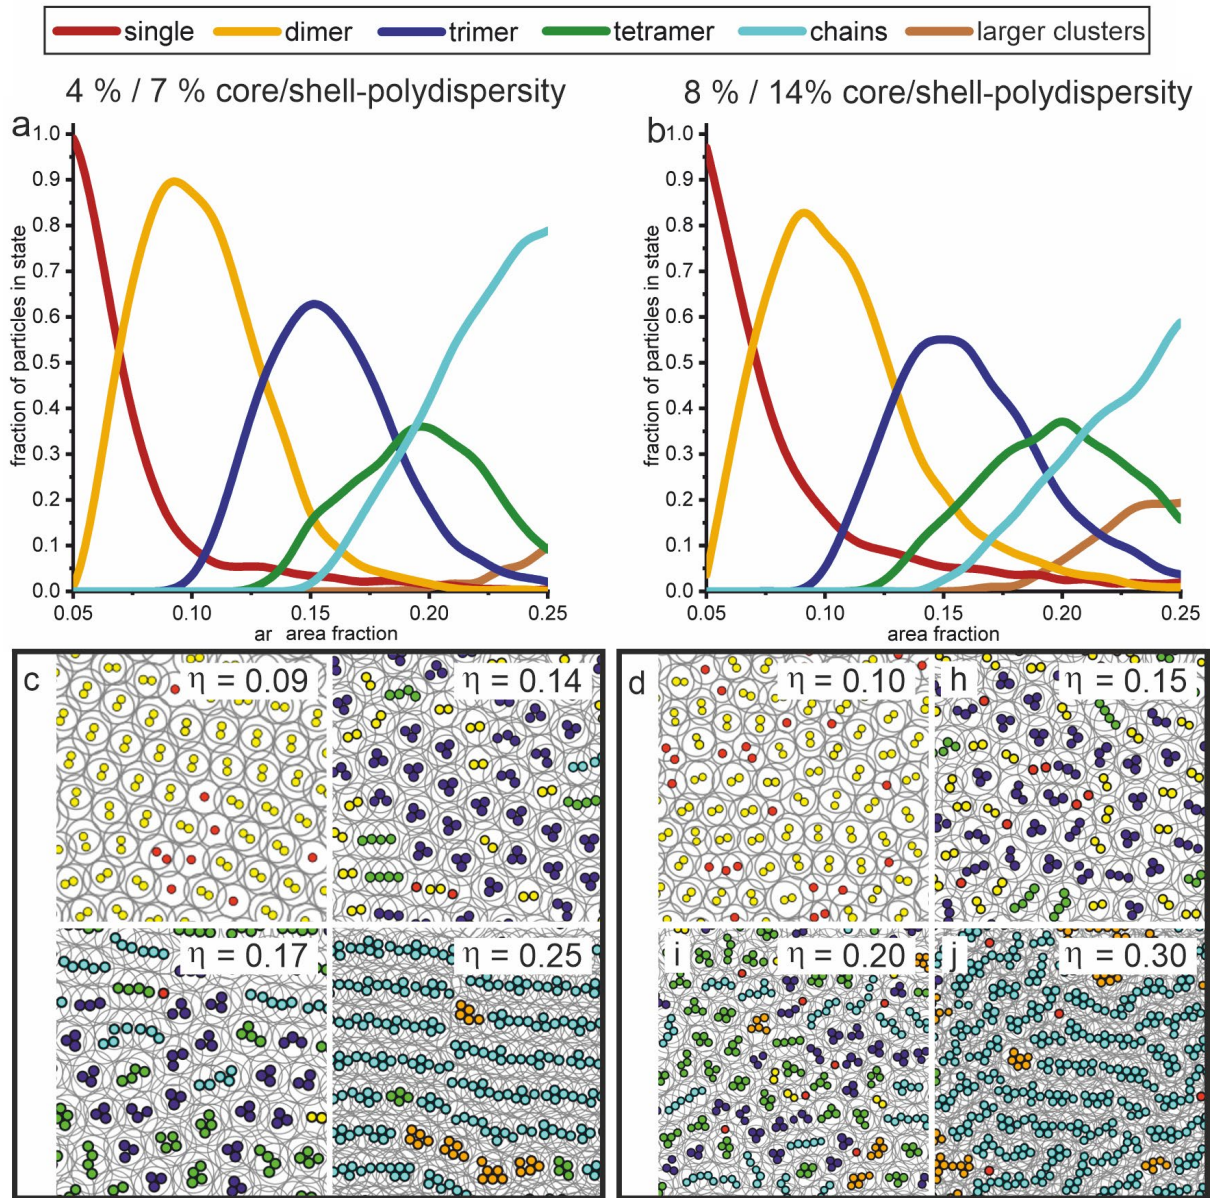 single dimer trimer tetramer chains larger clusters
4 % / 7 % core/shell-polydispersity
8 % / 14% core/shell-polydispersity
a
1.0
0.9
0.8
0.7
0.6
0.5
0.4
0.3
0.2
0.1
0.0
fraction of particles in state
0.05 0.10 0.15 0.20 0.25
ar area fraction
b
1.0
0.9
0.8
0.7
0.6
0.5
0.4
0.3
0.2
0.1
0.0
fraction of particles in state
0.05 0.10 0.15 0.20 0.25
area fraction
c
η = 0.09
η = 0.14
η = 0.17
η = 0.25
d
η = 0.10
h
η = 0.15
i
η = 0.20
j
η = 0.30